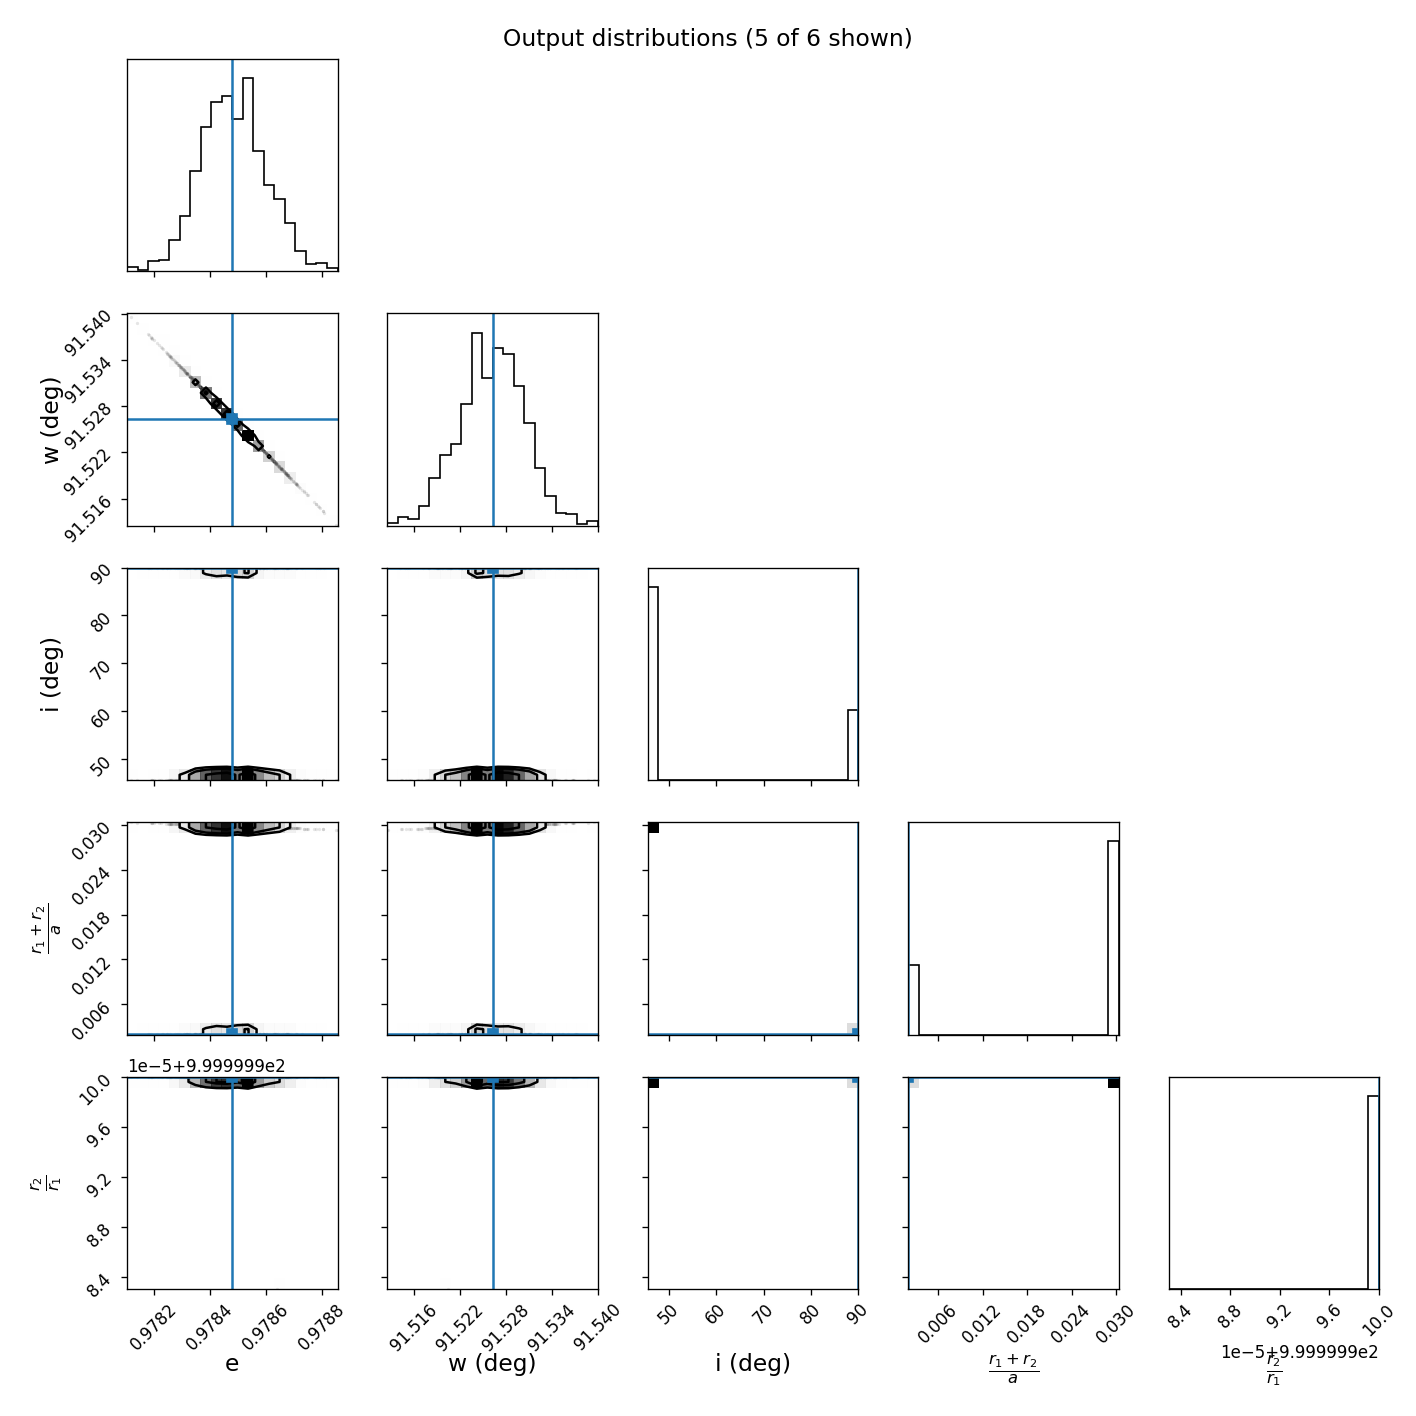 Output distributions (5 of 6 shown)
91.540
91.534
91.528
91.522
91.516
w (deg)
90
80
70
60
50
i (deg)
0.030
0.024
0.018
0.012
0.006
r1 + r2
a
1e−5+9.999999e2
10.0
9.6
9.2
8.8
8.4
r2
r1
0.9782 0.9784 0.9786 0.9788
91.516 91.522 91.528 91.534 91.540
50 60 70 80 90
0.006 0.012 0.018 0.024 0.030
8.4 8.8 9.2 9.6 10.0
1e−5+9.999999e2
e
w (deg)
i (deg)
r1 + r2
a
r2
r1